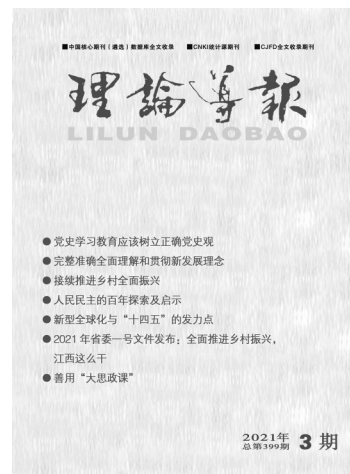 ■中国核心期刊（遴选）数据库全文收录 ■CNKI统计源期刊 ■CJFD全文收录期刊
理論导报
LILUN DAOBAO
●党史学习教育应该树立正确党史观
●完整准确全面理解和贯彻新发展理念
●接续推进乡村全面振兴
●人民民主的百年探索及启示
●新型全球化与“十四五”的发力点
●2021年省委一号文件发布：全面推进乡村振兴，
江西这么干
●善用“大思政课”
2021年
总第399期
3期